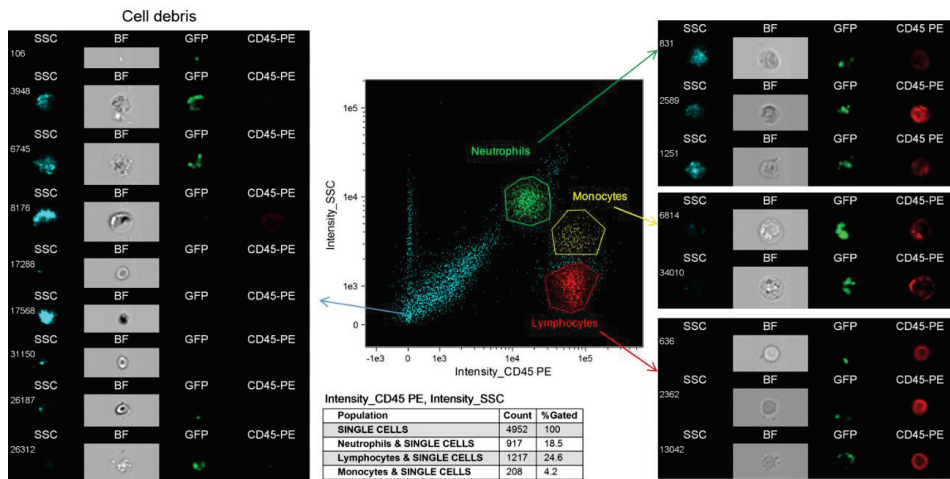 Cell debris
SSC BF GFP CD45-PE
106
SSC BF GFP CD45-PE
3948
SSC BF GFP CD45-PE
6745
SSC BF GFP CD45-PE
8176
SSC BF GFP CD45-PE
17288
SSC BF GFP CD45-PE
17568
SSC BF GFP CD45-PE
31150
SSC BF GFP CD45-PE
26187
SSC BF GFP CD45-PE
26312
Intensity_SSC
1e5
1e4
1e3
0
Neutrophils
Monocytes
Lymphocytes
-1e3 0 1e3 1e4 1e5
Intensity_CD45 PE
Intensity_CD45 PE, Intensity_SSC
Population Count %Gated
SINGLE CELLS 4952 100
Neutrophils & SINGLE CELLS 917 18.5
Lymphocytes & SINGLE CELLS 1217 24.6
Monocytes & SINGLE CELLS 208 4.2
SSC BF GFP CD45 PE
831
SSC BF GFP CD45 PE
2589
SSC BF GFP CD45 PE
1251
SSC BF GFP CD45-PE
6814
SSC BF GFP CD45-PE
34010
SSC BF GFP CD45-PE
636
SSC BF GFP CD45-PE
2362
SSC BF GFP CD45-PE
13042